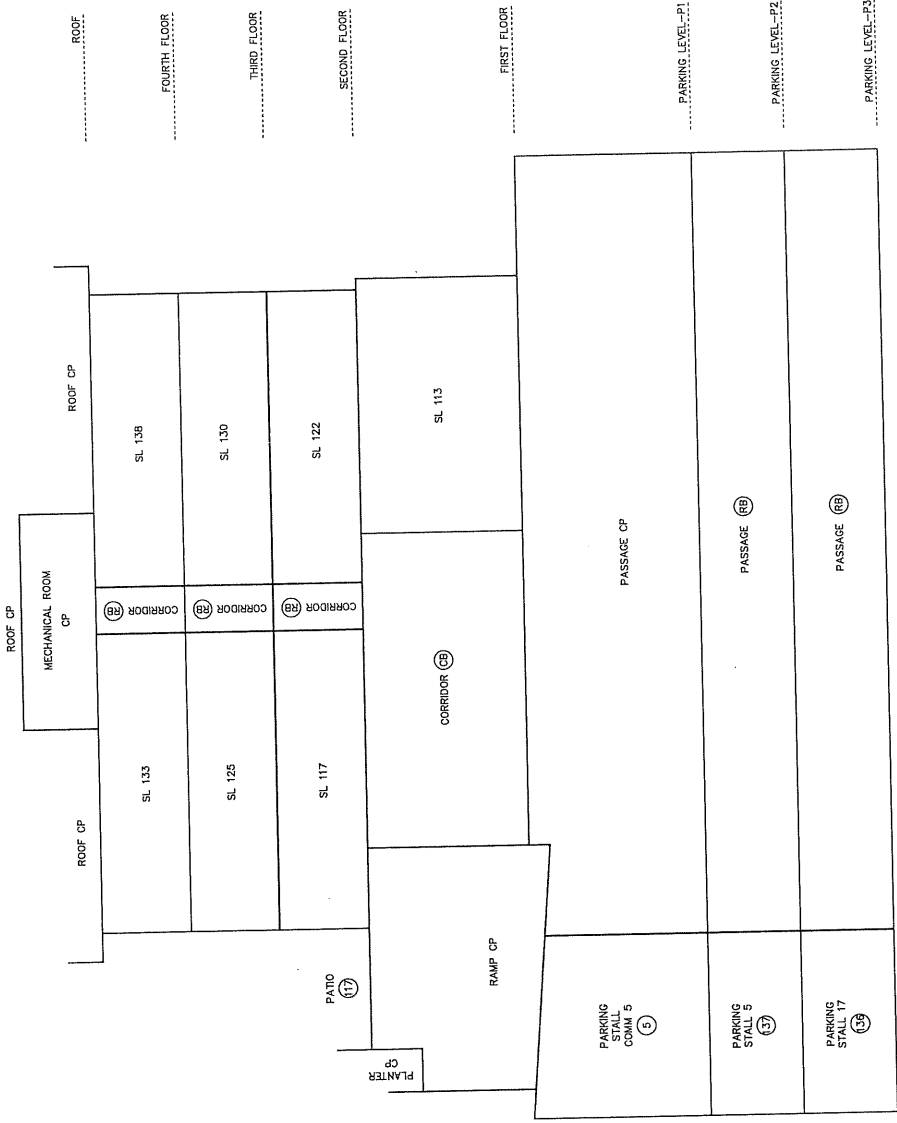 ROOF CP
MECHANICAL ROOM
CP
ROOF CP
ROOF CP
ROOF
SL 133
CORRIDOR RB
SL 138
FOURTH FLOOR
SL 125
CORRIDOR RB
SL 130
THIRD FLOOR
SL 117
CORRIDOR RB
SL 122
SECOND FLOOR
PATIO
117
PLANTER
CP
RAMP CP
CORRIDOR CB
SL 113
FIRST FLOOR
PARKING
STALL
COMM 5
5
PASSAGE CP
PARKING LEVEL-P1
PARKING
STALL 5
137
PASSAGE RB
PARKING LEVEL-P2
PARKING
STALL 17
136
PASSAGE RB
PARKING LEVEL-P3